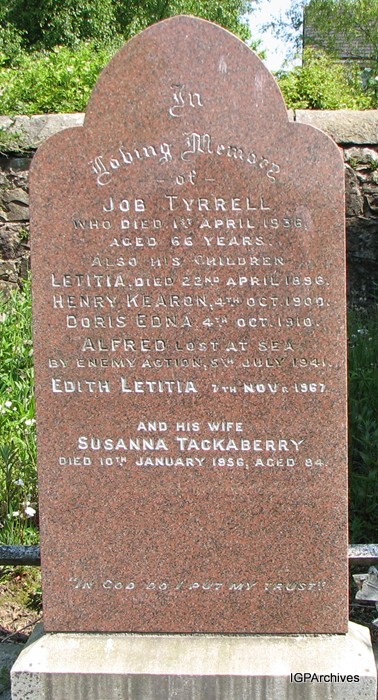 In
Loving Memory
– of –
JOB TYRRELL
WHO DIED 1ST APRIL 1936,
AGED 66 YEARS.
ALSO HIS CHILDREN
LETITIA, DIED 22ND APRIL 1896.
HENRY KEARON, 4TH OCT. 1900.
DORIS EDNA, 4TH OCT. 1910.
ALFRED LOST AT SEA
BY ENEMY ACTION, 5TH JULY 1941.
EDITH LETITIA 7TH NOV. 1967.
AND HIS WIFE
SUSANNA TACKABERRY
DIED 10TH JANUARY 1956, AGED 84.
"IN GOD DO I PUT MY TRUST"
IGPArchives